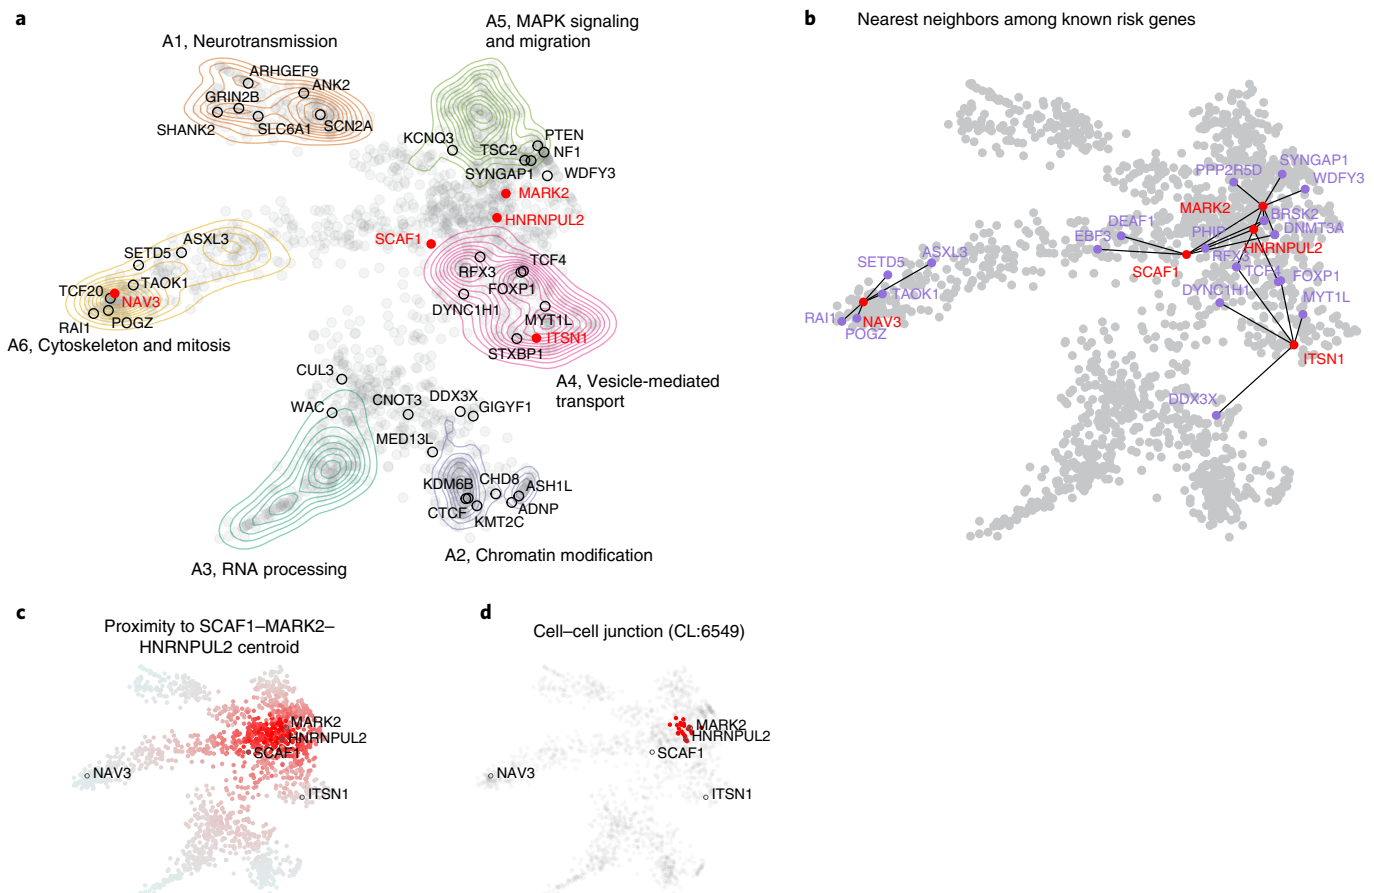 a
A1, Neurotransmission
ARHGEF9
ANK2
GRIN2B
SHANK2
SLC6A1
SCN2A
A5, MAPK signaling
and migration
KCNQ3
PTEN
TSC2
NF1
SYNGAP1
WDFY3
MARK2
HNRNPUL2
SCAF1
ASXL3
SETD5
TAOK1
TCF20
NAV3
RAI1
POGZ
A6, Cytoskeleton and mitosis
RFX3
TCF4
FOXP1
DYNC1H1
MYT1L
ITSN1
STXBP1
A4, Vesicle-mediated
transport
CUL3
WAC
CNOT3
DDX3X
GIGYF1
MED13L
KDM6B
CHD8
ASH1L
CTCF
ADNP
KMT2C
A2, Chromatin modification
A3, RNA processing
b
Nearest neighbors among known risk genes
SYNGAP1
PPP2R5D
WDFY3
MARK2
BRSK2
DEAF1
DNMT3A
EBF3
PHIP
HNRNPUL2
ASXL3
RFX3
SCAF1
SETD5
TCF4
FOXP1
TAOK1
DYNC1H1
MYT1L
RAI1
NAV3
POGZ
ITSN1
DDX3X
c
Proximity to SCAF1–MARK2–
HNRNPUL2 centroid
MARK2
HNRNPUL2
SCAF1
NAV3
ITSN1
d
Cell–cell junction (CL:6549)
MARK2
HNRNPUL2
SCAF1
NAV3
ITSN1